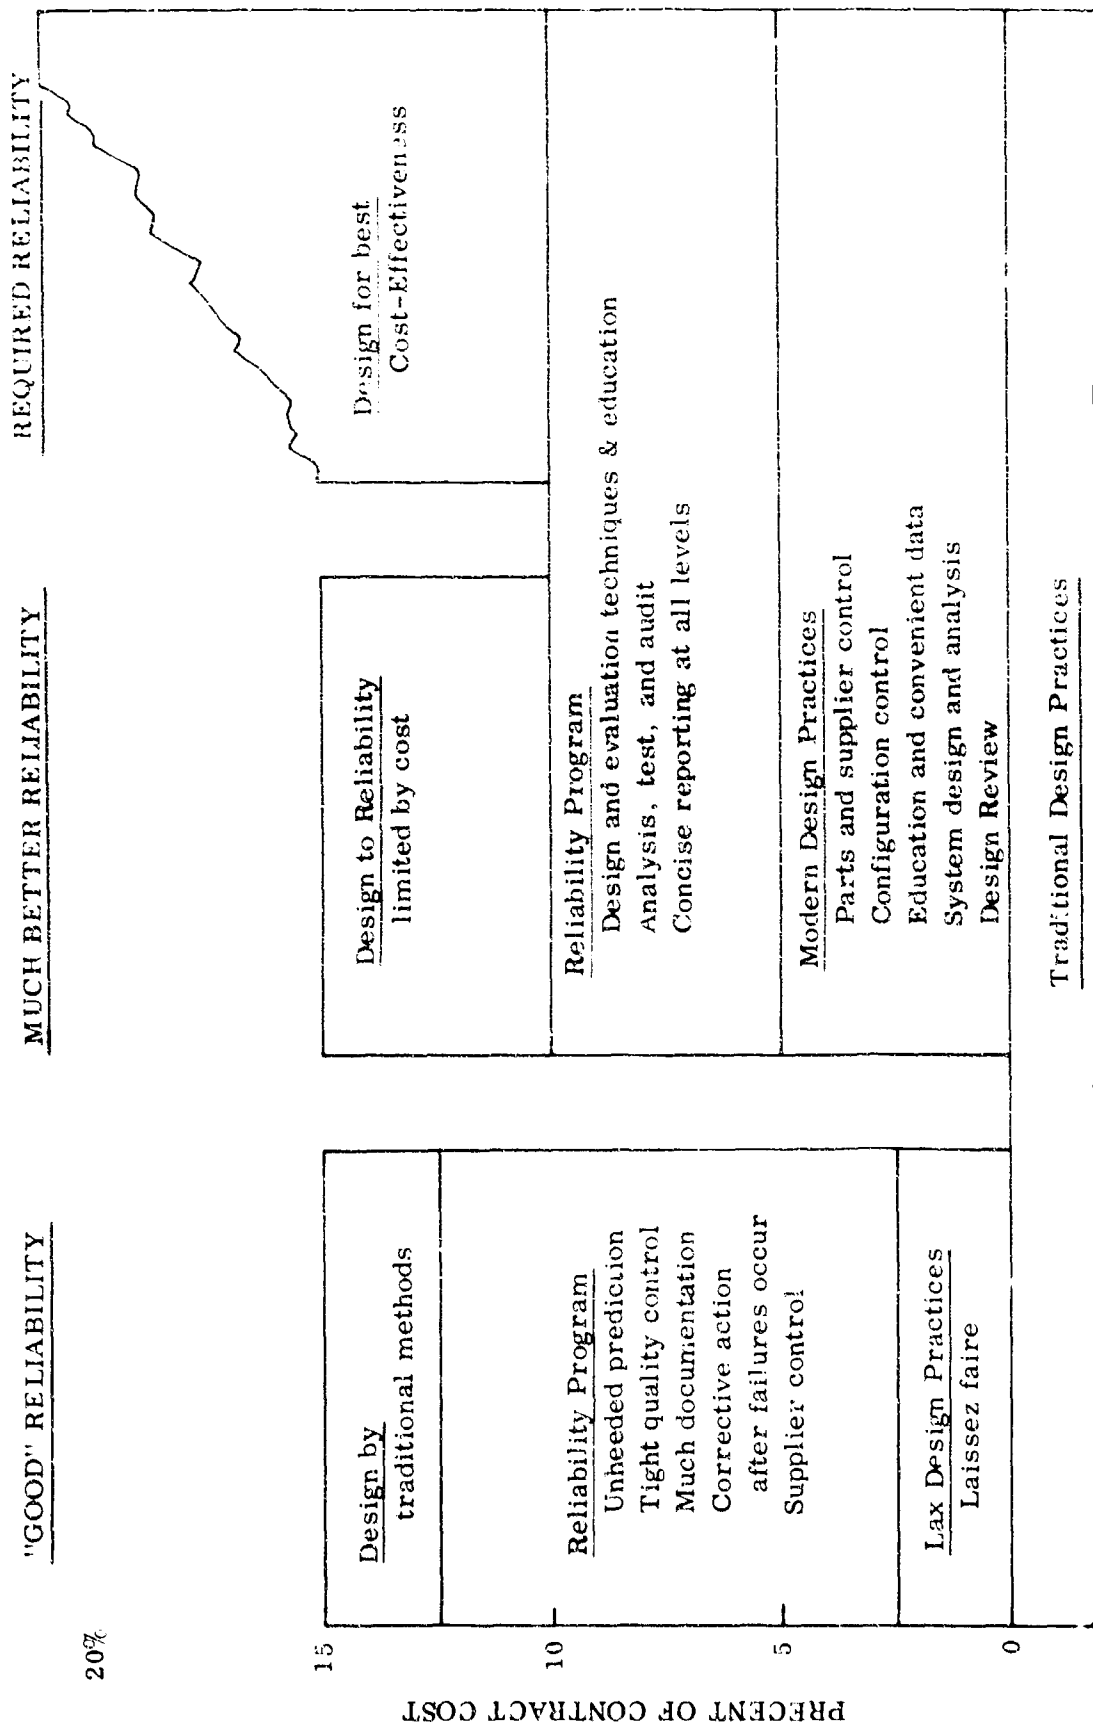 "GOOD" RELIABILITY
MUCH BETTER RELIABILITY
REQUIRED RELIABILITY
PRECENT OF CONTRACT COST
20%
15
10
5
0
Design by
traditional methods
Reliability Program
Unheeded prediction
Tight quality control
Much documentation
Corrective action
after failures occur
Supplier control
Lax Design Practices
Laissez faire
Design to Reliability
limited by cost
Design for best
Cost-Effectiveness
Reliability Program
Design and evaluation techniques & education
Analysis, test, and audit
Concise reporting at all levels
Modern Design Practices
Parts and supplier control
Configuration control
Education and convenient data
System design and analysis
Design Review
Traditional Design Practices